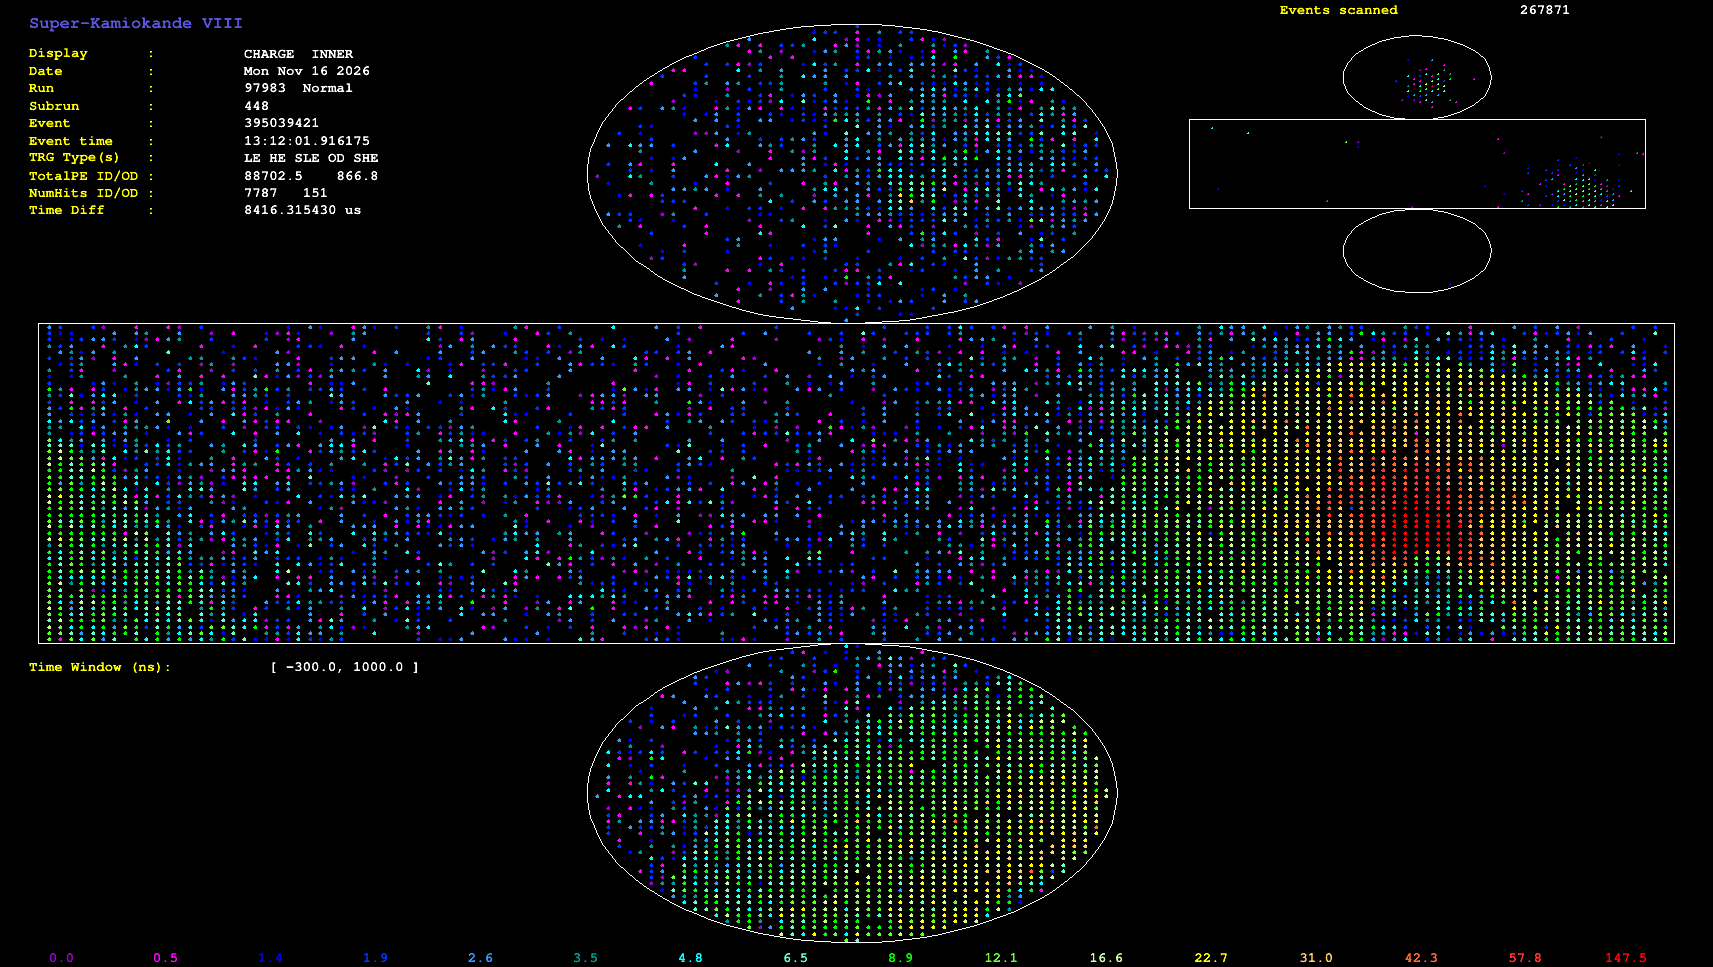 Super-Kamiokande VIII
Events scanned 267871
Display : CHARGE INNER
Date : Mon Nov 16 2026
Run : 97983 Normal
Subrun : 448
Event : 395039421
Event time : 13:12:01.916175
TRG Type(s) : LE HE SLE OD SHE
TotalPE ID/OD : 88702.5 866.8
NumHits ID/OD : 7787 151
Time Diff : 8416.315430 us
Time Window (ns): [ -300.0, 1000.0 ]
0.0 0.5 1.4 1.9 2.6 3.5 4.8 6.5 8.9 12.1 16.6 22.7 31.0 42.3 57.8 147.5